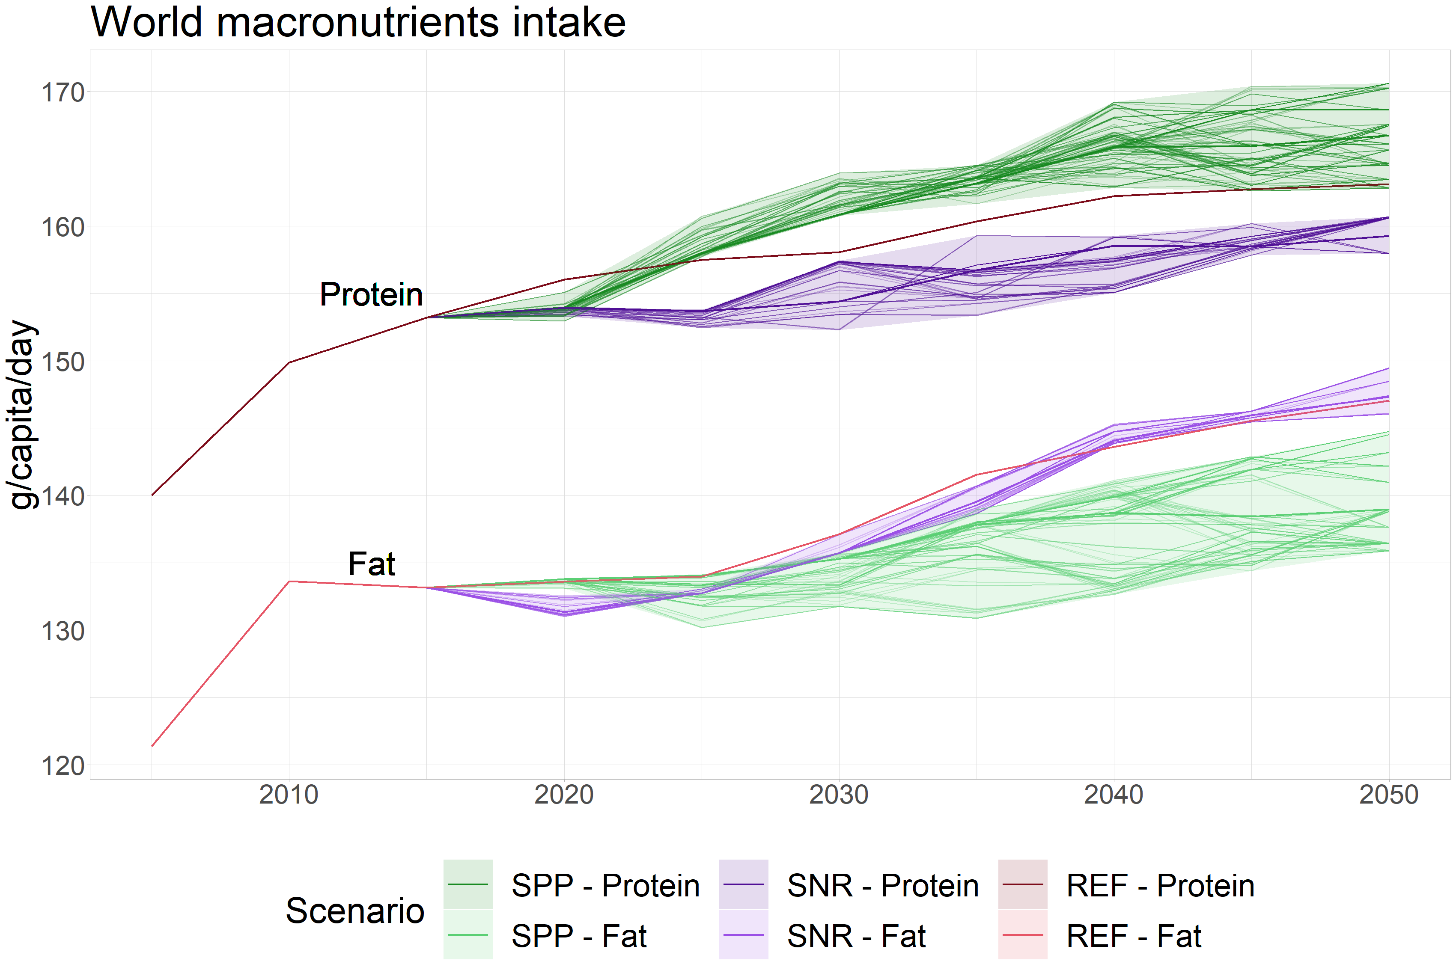 World macronutrients intake
g/capita/day
170
160
150
140
130
120
Protein
Fat
2010 2020 2030 2040 2050
Scenario
SPP - Protein SNR - Protein REF - Protein
SPP - Fat SNR - Fat REF - Fat